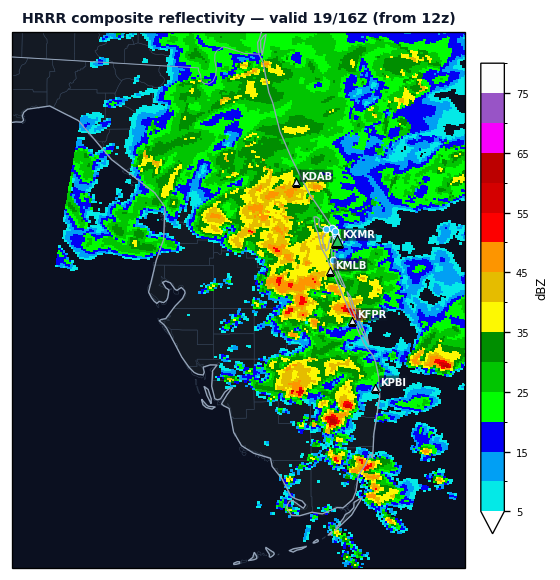 HRRR composite reflectivity — valid 19/16Z (from 12z)
KDAB
KXMR
KMLB
KFPR
KPBI
75
65
55
45
35
25
15
5
dBZ